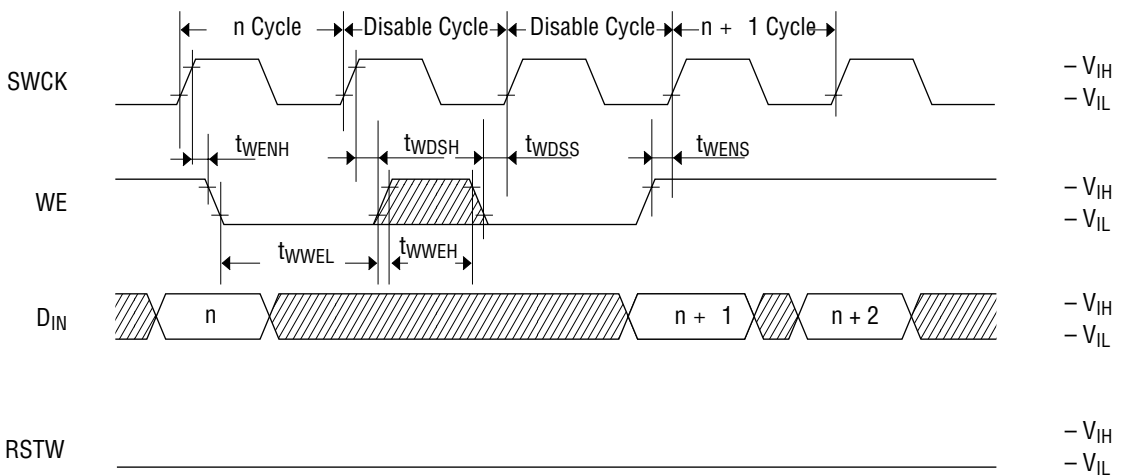 n Cycle Disable Cycle Disable Cycle n + 1 Cycle
SWCK – VIH
– VIL
tWENH tWDSH tWDSS tWENS
WE – VIH
– VIL
tWWEL tWWEH
DIN n n + 1 n + 2 – VIH
– VIL
RSTW – VIH
– VIL